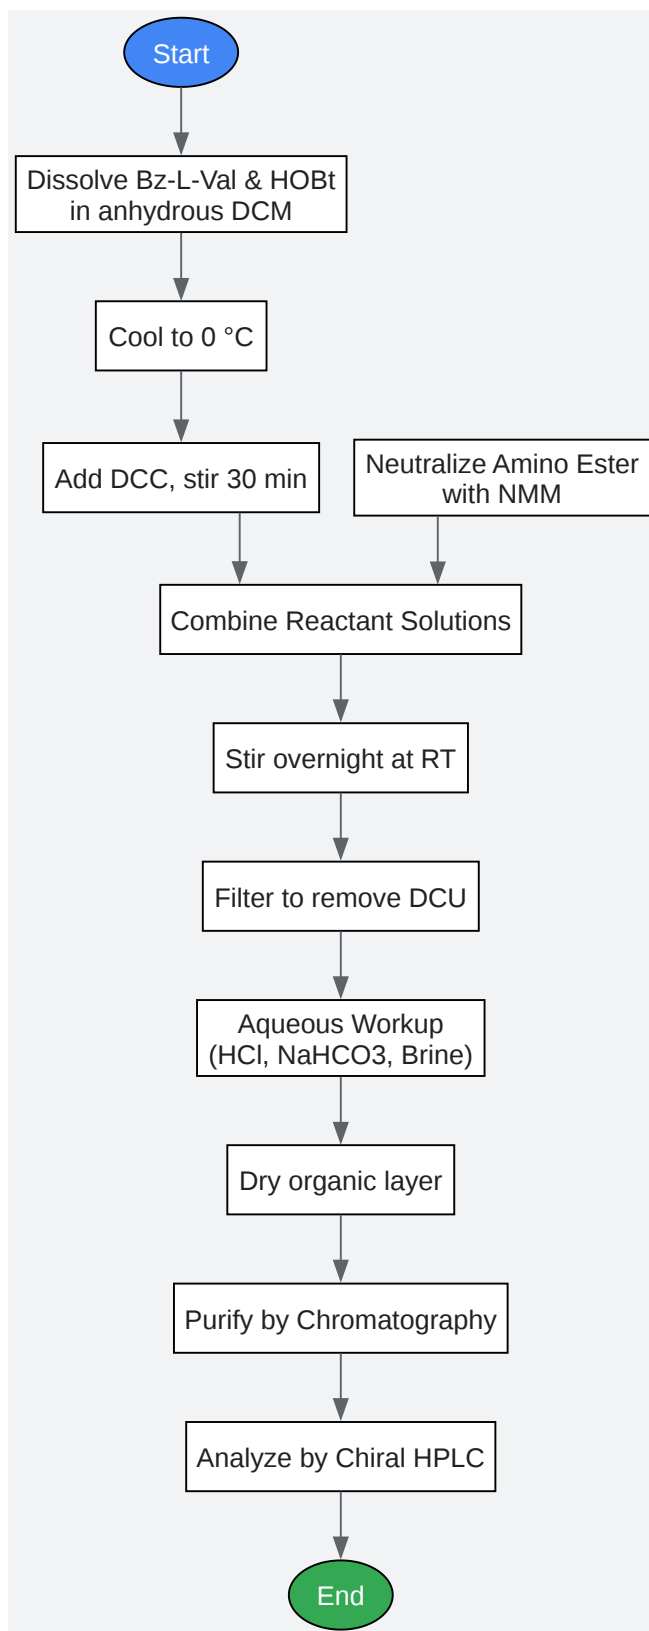 Start
Dissolve Bz-L-Val & HOBt
in anhydrous DCM
Cool to 0 °C
Add DCC, stir 30 min
Neutralize Amino Ester
with NMM
Combine Reactant Solutions
Stir overnight at RT
Filter to remove DCU
Aqueous Workup
(HCl, NaHCO3, Brine)
Dry organic layer
Purify by Chromatography
Analyze by Chiral HPLC
End